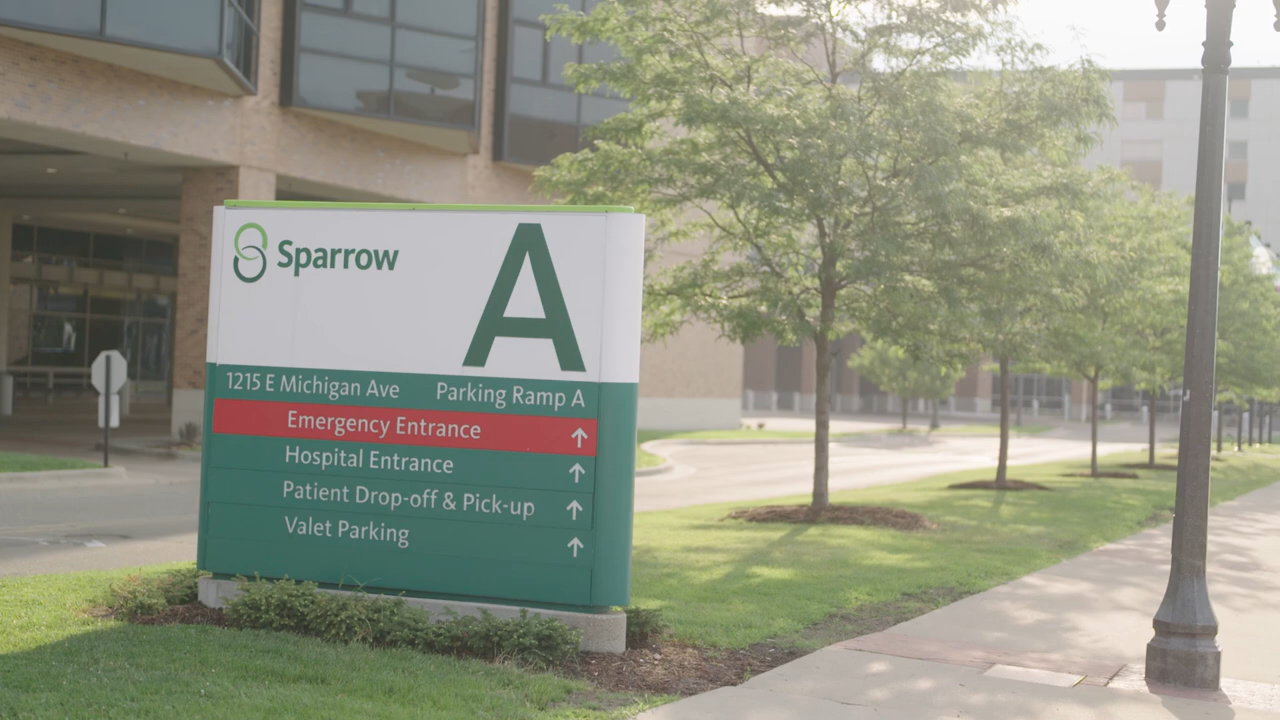 Sparrow
A
1215 E Michigan Ave Parking Ramp A
Emergency Entrance ↑
Hospital Entrance ↑
Patient Drop-off & Pick-up ↑
Valet Parking ↑